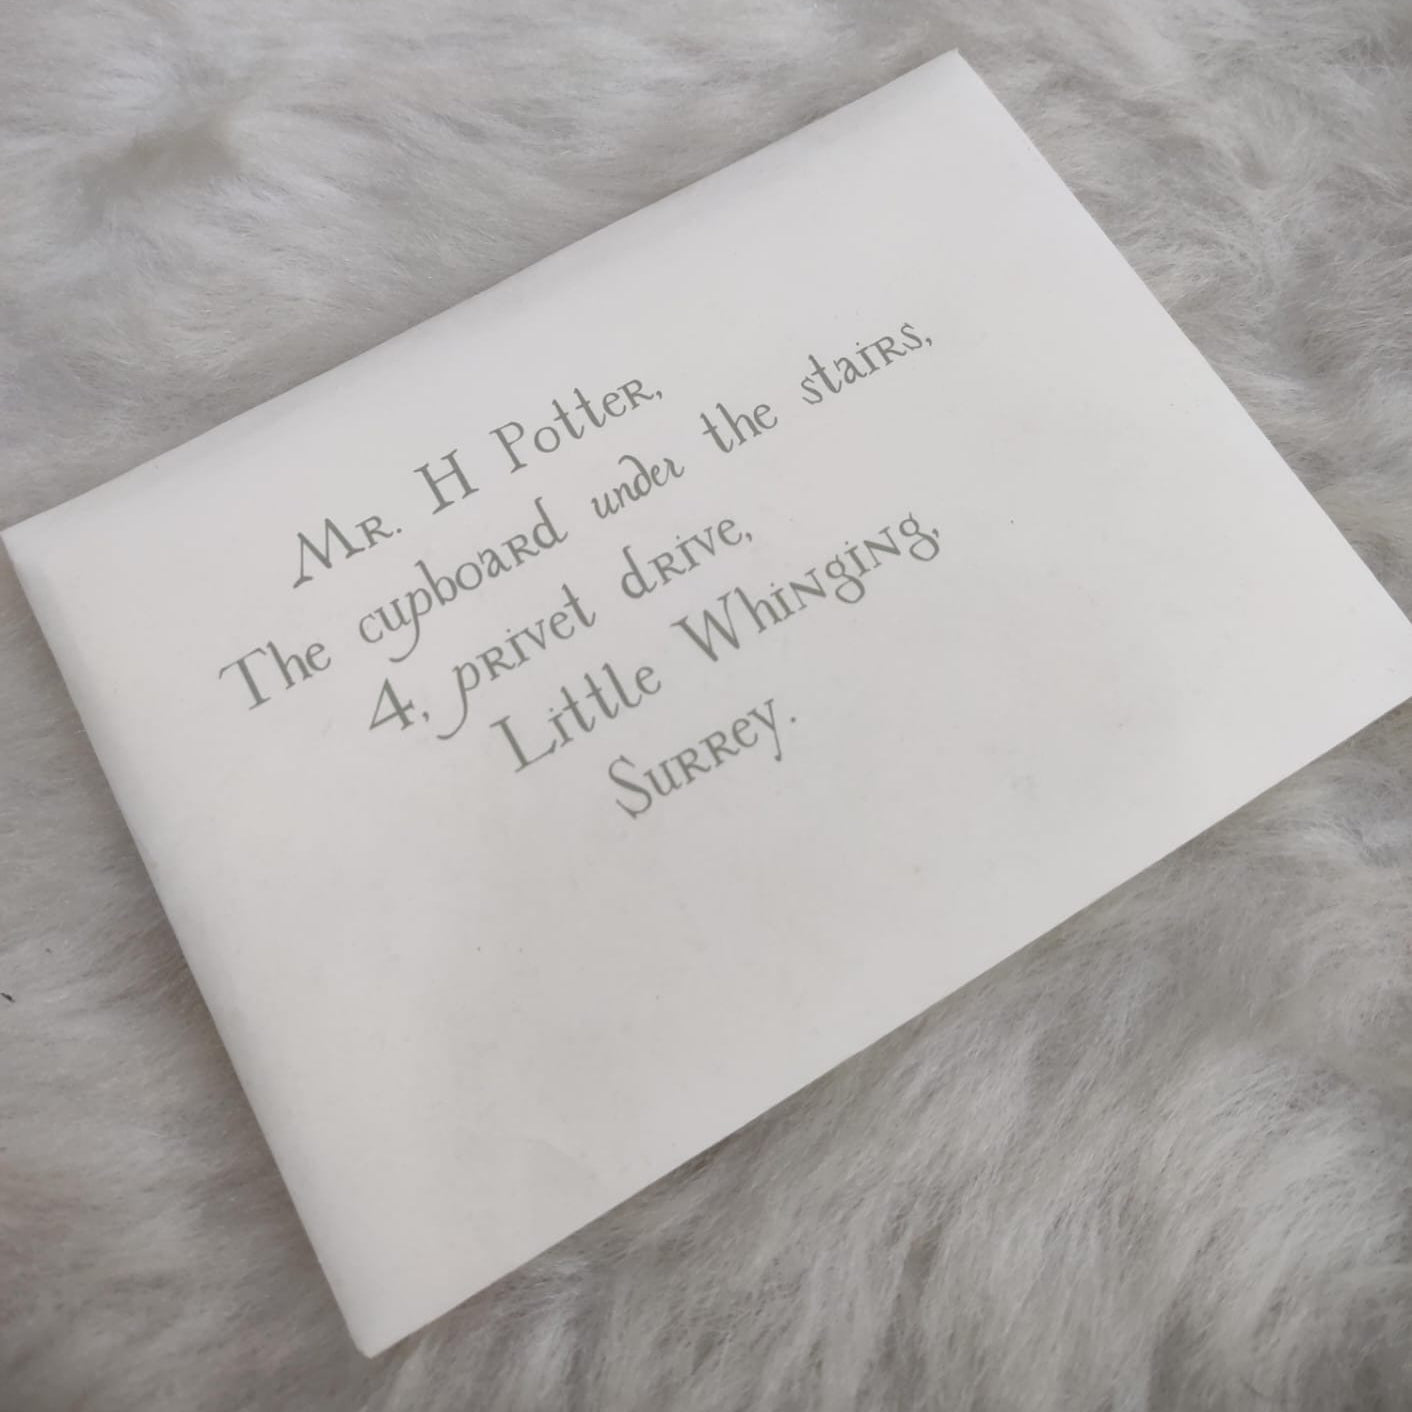 Mr. H Potter,
The cupboard under the stairs,
4, privet drive,
Little Whinging,
Surrey.